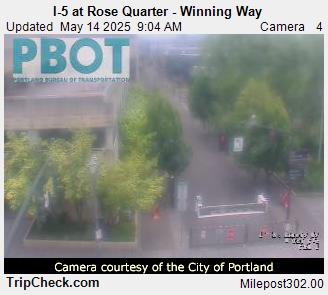 I-5 at Rose Quarter - Winning Way
Updated May 14 2025 9:04 AM Camera 4
PBOT
PORTLAND BUREAU OF TRANSPORTATION
Camera courtesy of the City of Portland
TripCheck.com Milepost302.00